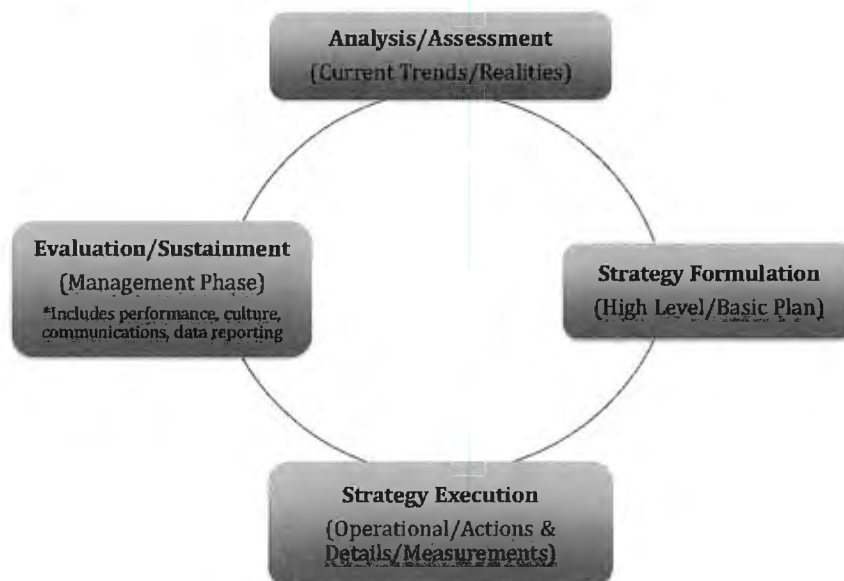 Analysis/Assessment
(Current Trends/Realities)
Strategy Formulation
(High Level/Basic Plan)
Strategy Execution
(Operational/Actions &
Details/Measurements)
Evaluation/Sustainment
(Management Phase)
*Includes performance, culture,
communications, data reporting